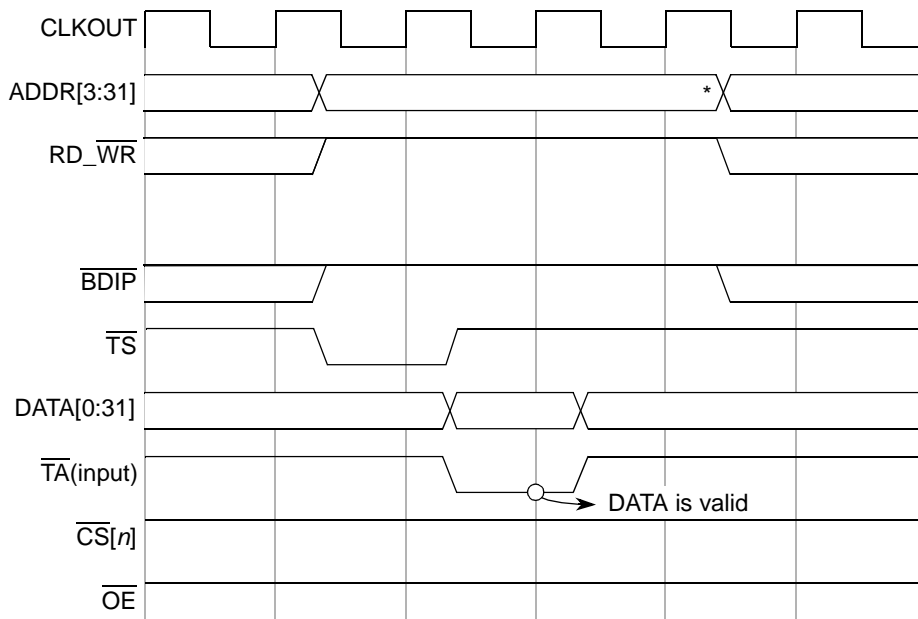 CLKOUT
ADDR[3:31]
*
RD_WR
BDIP
TS
DATA[0:31]
TA(input)
DATA is valid
CS[n]
OE